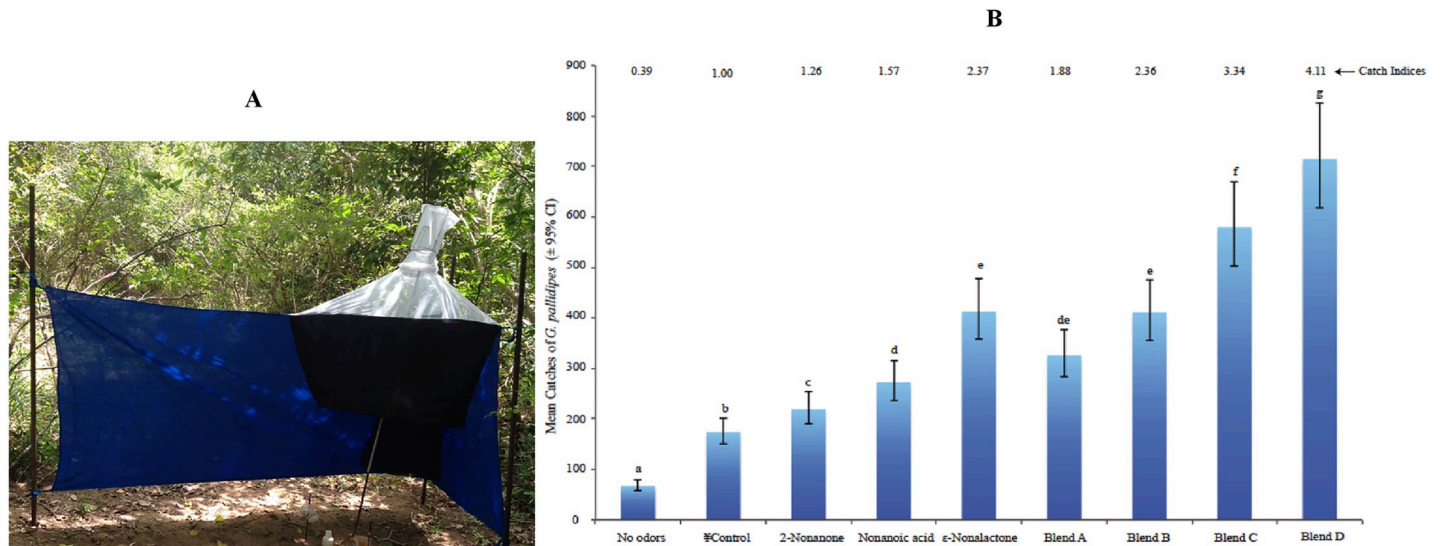 A
B
0.39 1.00 1.26 1.57 2.37 1.88 2.36 3.34 4.11 ← Catch Indices
Mean Catches of G. pallidipes (± 95% CI)
900
800
700
600
500
400
300
200
100
0
a
b
c
d
e
de
e
f
g
No odors ¥Control 2-Nonanone Nonanoic acid ε-Nonalactone Blend A Blend B Blend C Blend D